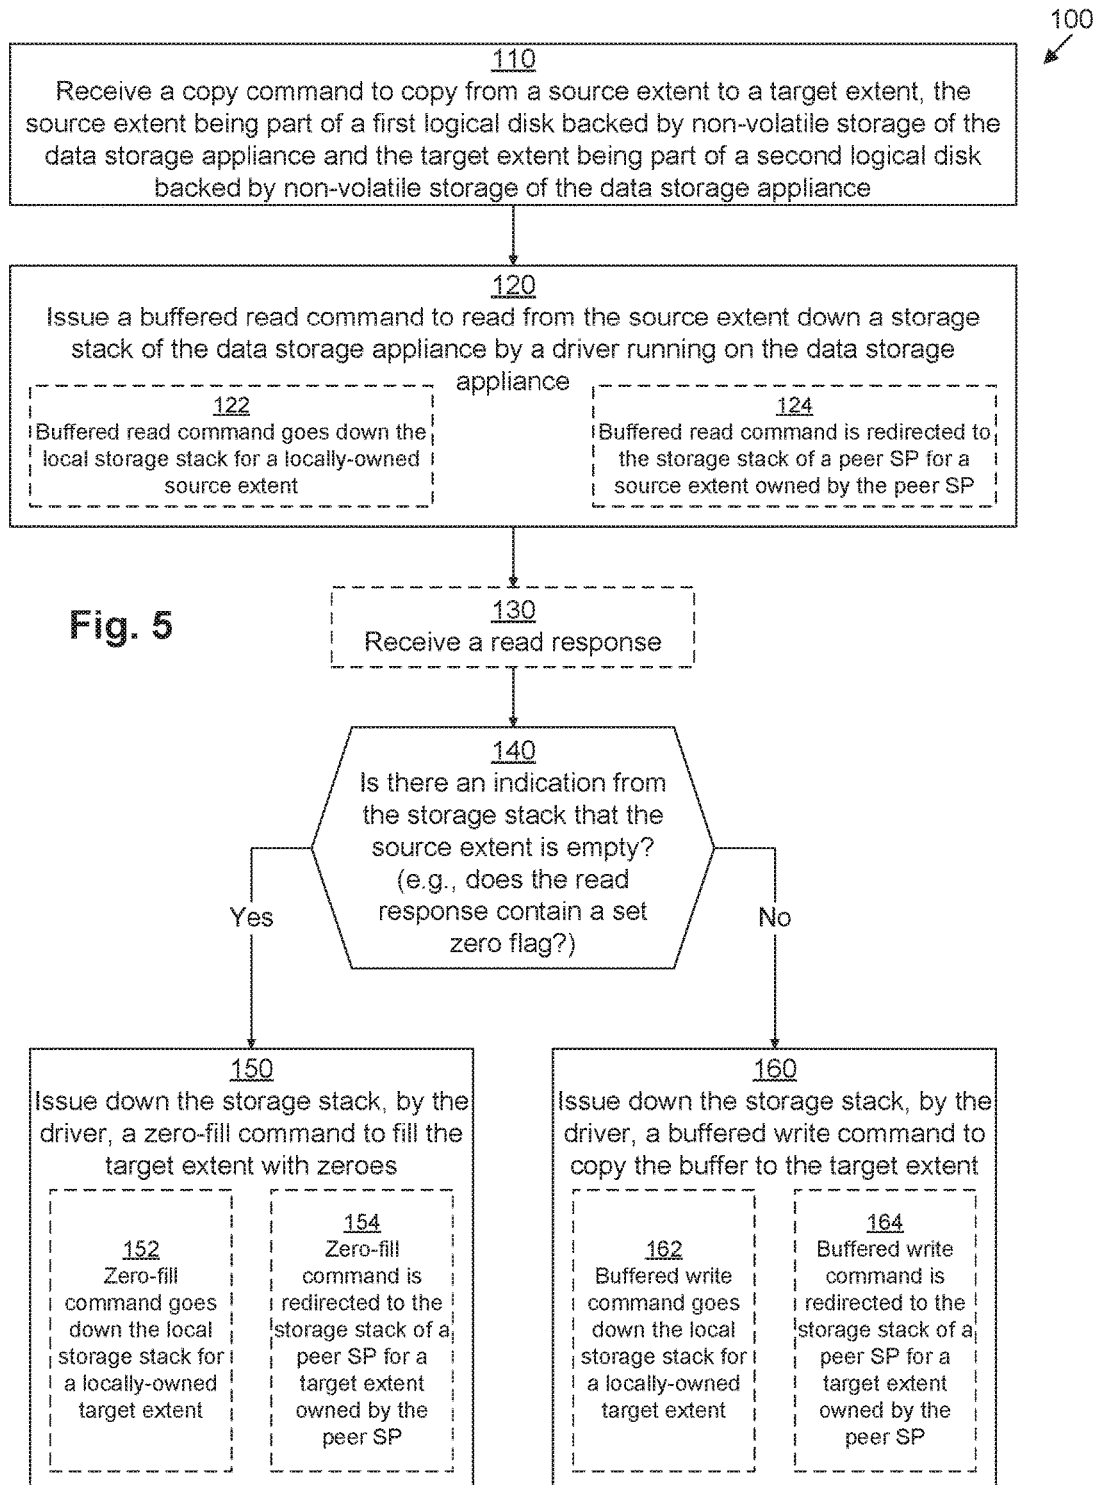 100
110
Receive a copy command to copy from a source extent to a target extent, the
source extent being part of a first logical disk backed by non-volatile storage of the
data storage appliance and the target extent being part of a second logical disk
backed by non-volatile storage of the data storage appliance
120
Issue a buffered read command to read from the source extent down a storage
stack of the data storage appliance by a driver running on the data storage
appliance
122
Buffered read command goes down the
local storage stack for a locally-owned
source extent
124
Buffered read command is redirected to
the storage stack of a peer SP for a
source extent owned by the peer SP
Fig. 5
130
Receive a read response
140
Is there an indication from
the storage stack that the
source extent is empty?
(e.g., does the read
response contain a set
zero flag?)
Yes
No
150
Issue down the storage stack, by the
driver, a zero-fill command to fill the
target extent with zeroes
152
Zero-fill
command goes
down the local
storage stack for
a locally-owned
target extent
154
Zero-fill
command is
redirected to the
storage stack of a
peer SP for a
target extent
owned by the
peer SP
160
Issue down the storage stack, by the
driver, a buffered write command to
copy the buffer to the target extent
162
Buffered write
command goes
down the local
storage stack for
a locally-owned
target extent
164
Buffered write
command is
redirected to the
storage stack of a
peer SP for a
target extent
owned by the
peer SP